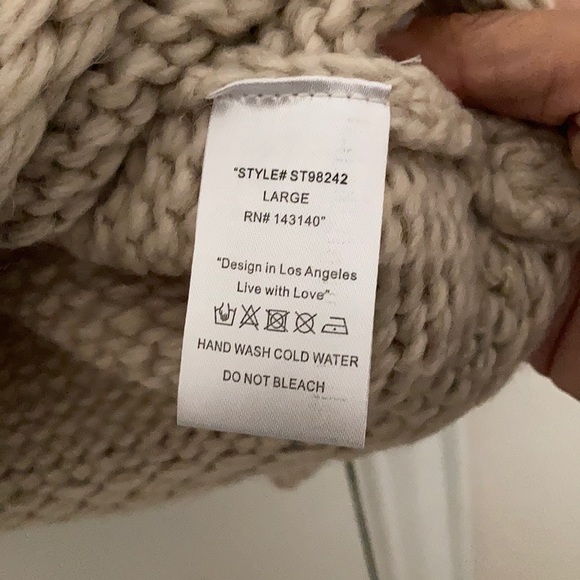 "STYLE# ST98242
LARGE
RN# 143140"
"Design in Los Angeles
Live with Love"
HAND WASH COLD WATER
DO NOT BLEACH